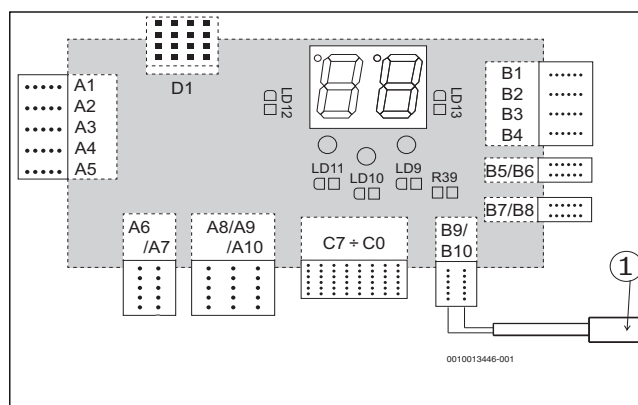 D1
A1
A2
A3
A4
A5
LD12
88
LD13
B1
B2
B3
B4
LD11
LD10
LD9
R39
B5/B6
B7/B8
A6
/A7
A8/A9
/A10
C7 ÷ C0
B9/
B10
1
0010013446-001